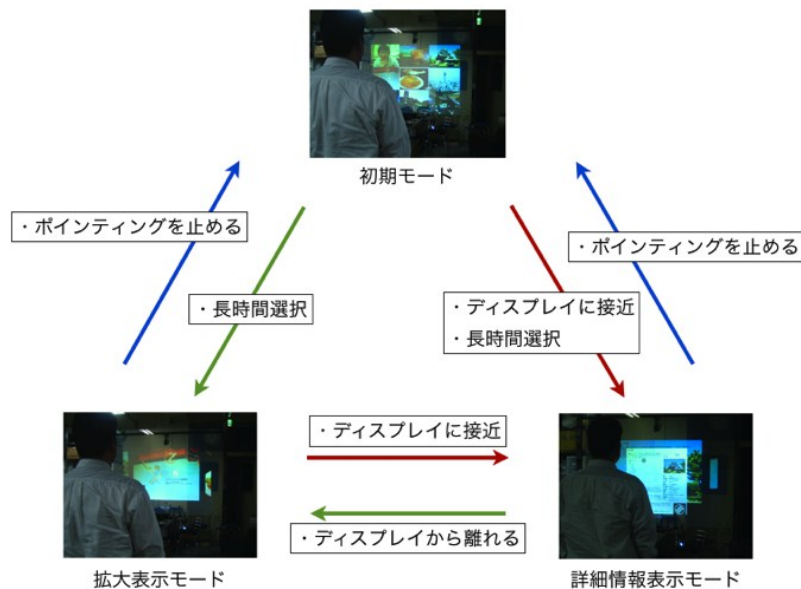 初期モード
・ポインティングを止める
・ポインティングを止める
・長時間選択
・ディスプレイに接近
・長時間選択
・ディスプレイに接近
・ディスプレイから離れる
拡大表示モード
詳細情報表示モード